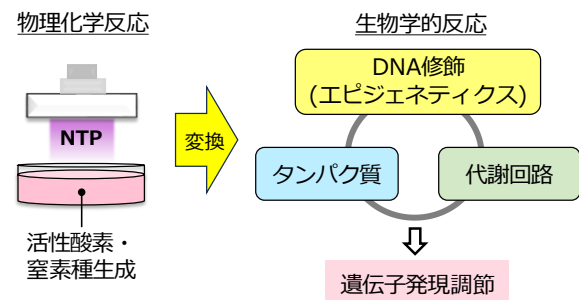 物理化学反応
NTP
活性酸素・
窒素種生成
変換
生物学的反応
DNA修飾
(エピジェネティクス)
タンパク質
代謝回路
遺伝子発現調節